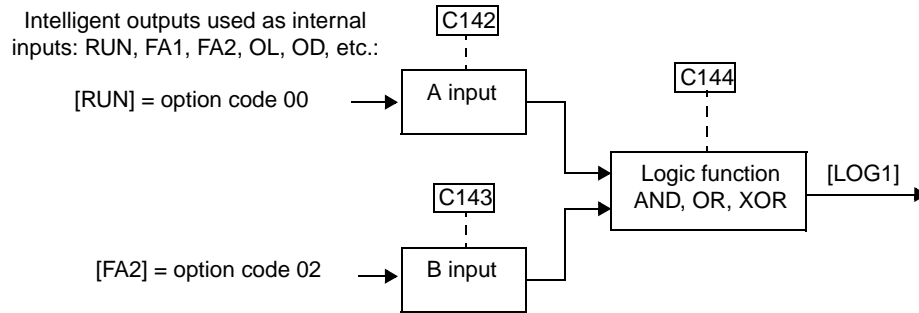 Intelligent outputs used as internal
inputs: RUN, FA1, FA2, OL, OD, etc.:
C142
[RUN] = option code 00
A input
C144
Logic function
AND, OR, XOR
[LOG1]
C143
[FA2] = option code 02
B input